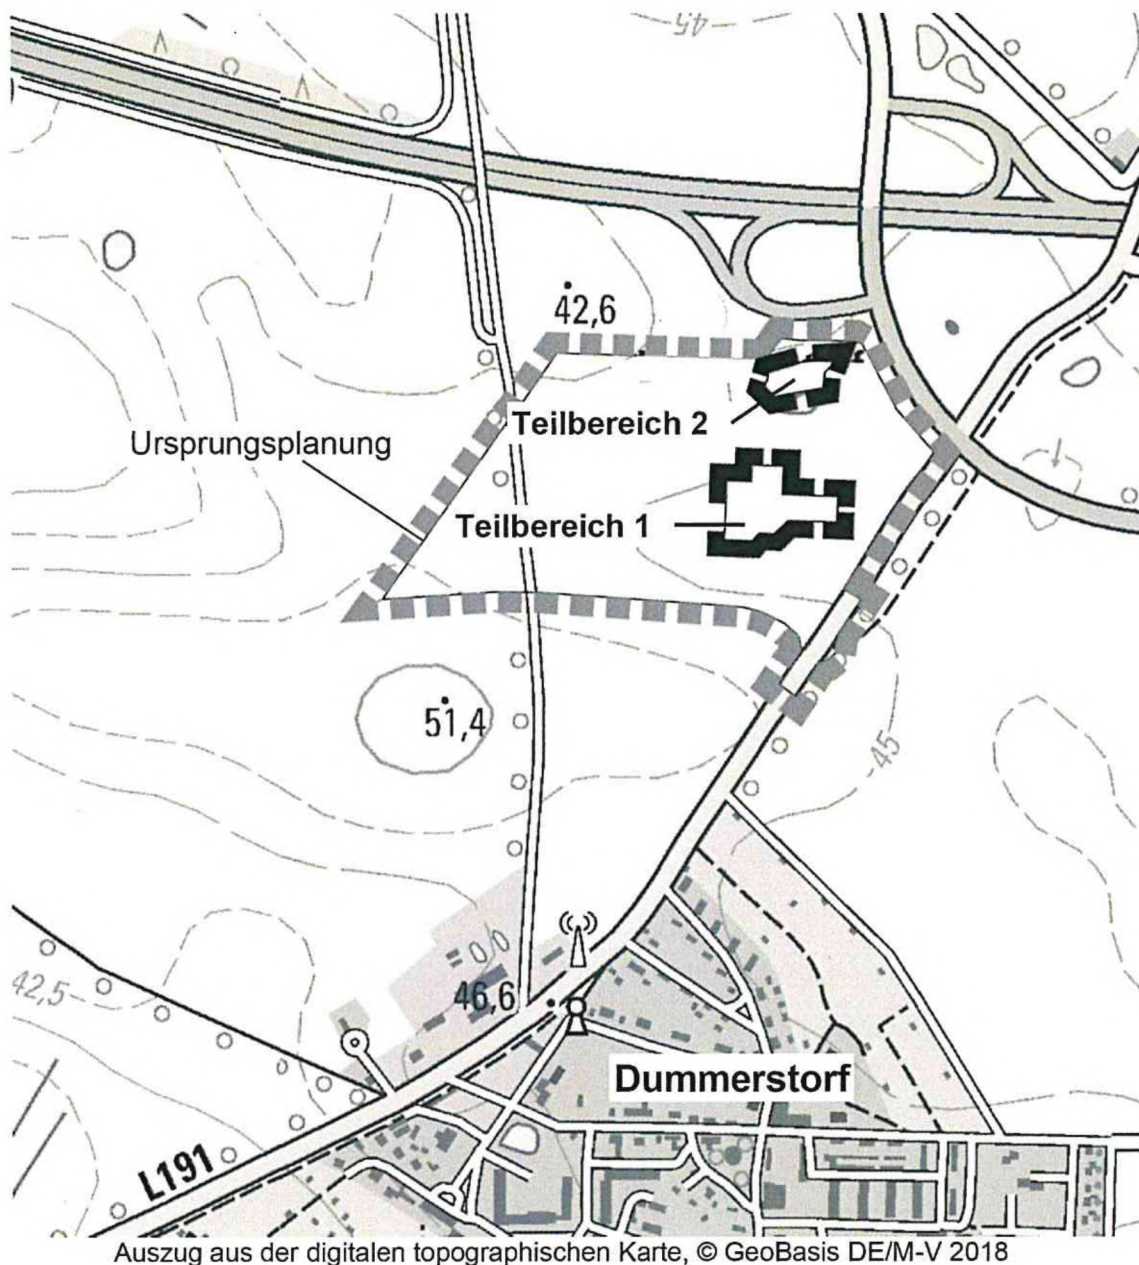 45
42,6
Teilbereich 2
Ursprungsplanung
Teilbereich 1
51,4
45
42,5
46,6
Dummerstorf
L191
Auszug aus der digitalen topographischen Karte, © GeoBasis DE/M-V 2018